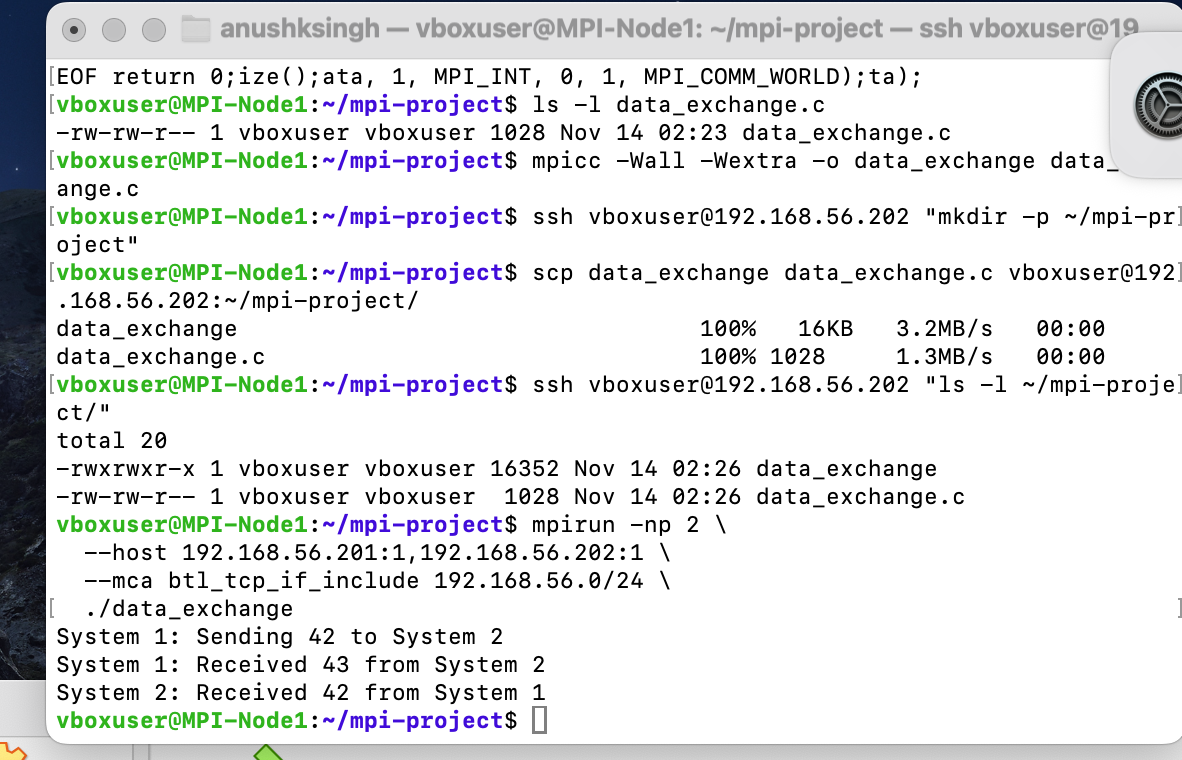 anushksingh — vboxuser@MPI-Node1: ~/mpi-project — ssh vboxuser@19
[EOF return 0;ize();ata, 1, MPI_INT, 0, 1, MPI_COMM_WORLD);ta);
[vboxuser@MPI-Node1:~/mpi-project$ ls -l data_exchange.c
-rw-rw-r-- 1 vboxuser vboxuser 1028 Nov 14 02:23 data_exchange.c
[vboxuser@MPI-Node1:~/mpi-project$ mpicc -Wall -Wextra -o data_exchange data_
ange.c
[vboxuser@MPI-Node1:~/mpi-project$ ssh vboxuser@192.168.56.202 "mkdir -p ~/mpi-pr]
oject"
[vboxuser@MPI-Node1:~/mpi-project$ scp data_exchange data_exchange.c vboxuser@192]
.168.56.202:~/mpi-project/
data_exchange 100% 16KB 3.2MB/s 00:00
data_exchange.c 100% 1028 1.3MB/s 00:00
[vboxuser@MPI-Node1:~/mpi-project$ ssh vboxuser@192.168.56.202 "ls -l ~/mpi-proje]
ct/"
total 20
-rwxrwxr-x 1 vboxuser vboxuser 16352 Nov 14 02:26 data_exchange
-rw-rw-r-- 1 vboxuser vboxuser  1028 Nov 14 02:26 data_exchange.c
vboxuser@MPI-Node1:~/mpi-project$ mpirun -np 2 \
  --host 192.168.56.201:1,192.168.56.202:1 \
  --mca btl_tcp_if_include 192.168.56.0/24 \
[  ./data_exchange ]
System 1: Sending 42 to System 2
System 1: Received 43 from System 2
System 2: Received 42 from System 1
vboxuser@MPI-Node1:~/mpi-project$